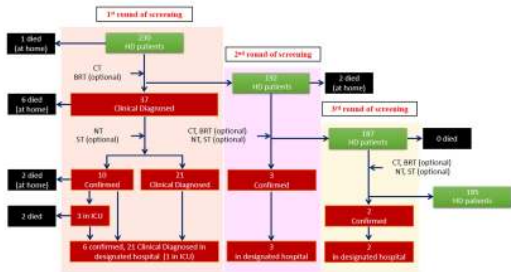 1st round of screening
230
HD patients
1 died
(at home)
CT
BRT (optional)
37
Clinical Diagnosed
6 died
(at home)
NT
ST (optional)
10
Confirmed
21
Clinical Diagnosed
2 died
(at home)
2 died
3 in ICU
6 confirmed, 21 Clinical Diagnosed in
designated hospital (1 in ICU)
2nd round of screening
192
HD patients
2 died
(at home)
CT, BRT (optional)
NT, ST (optional)
3
Confirmed
3
in designated hospital
3rd round of screening
187
HD patients
0 died
CT, BRT (optional)
NT, ST (optional)
185
HD patients
2
Confirmed
2
in designated hospital